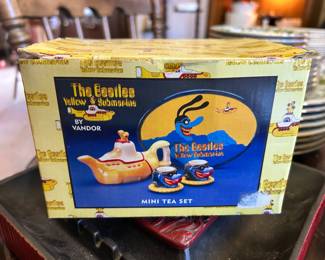 The Beatles
Yellow Submarine
BY
VANDOR
The Beatles
Yellow Submarine
MINI TEA SET